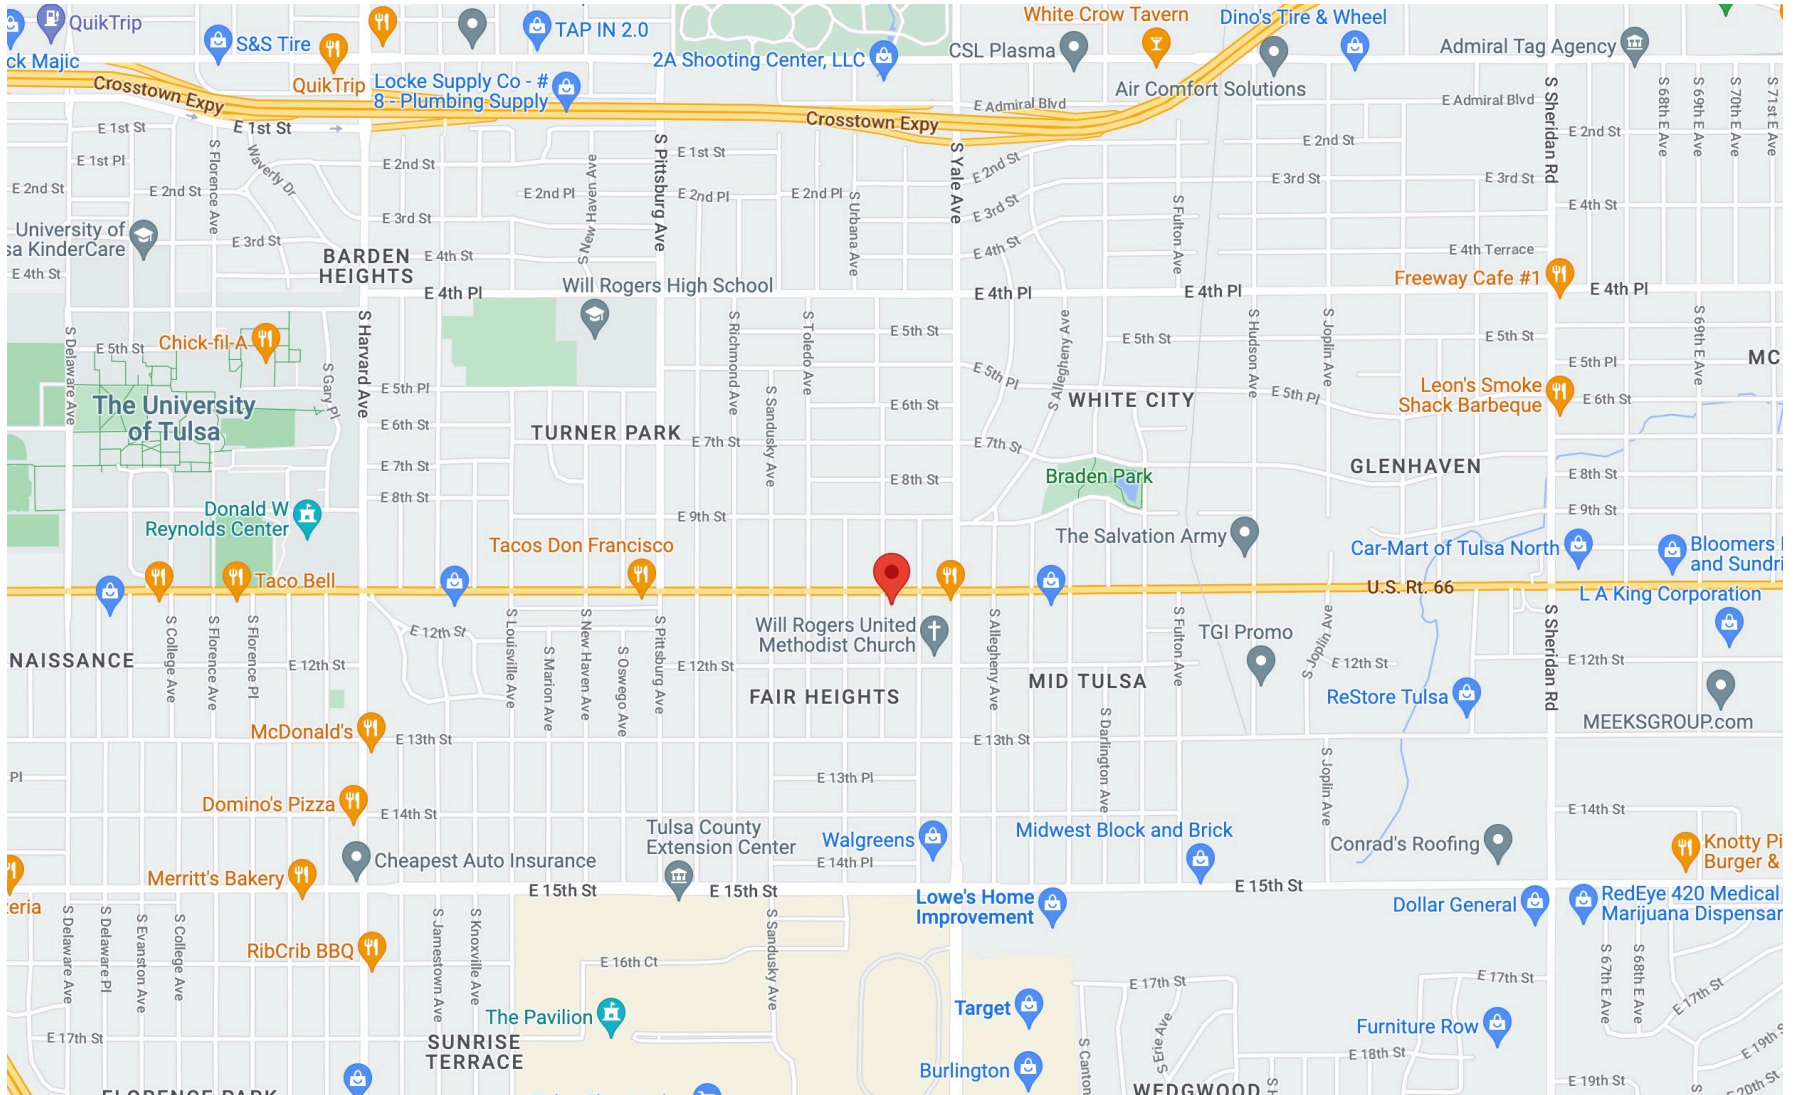 QuikTrip
S&S Tire
ck Majic
QuikTrip
TAP IN 2.0
Locke Supply Co - #
8 - Plumbing Supply
2A Shooting Center, LLC
White Crow Tavern
CSL Plasma
Dino's Tire & Wheel
Air Comfort Solutions
Admiral Tag Agency
Crosstown Expy
Crosstown Expy
E Admiral Blvd
E Admiral Blvd
S Sheridan Rd
S 68th E Ave
S 69th E Ave
S 70th E Ave
S 71st E Ave
E 1st St
E 1st St
E 1st Pl
S Florence Ave
Waverly Dr
E 2nd St
E 2nd St
E 2nd St
S Pittsburg Ave
E 1st St
S Yale Ave
E 2nd St
E 2nd St
E 2nd St
E 2nd Pl
S New Haven Ave
E 2nd Pl
E 2nd Pl
S Urbana Ave
E 3rd St
E 3rd St
E 3rd St
E 3rd St
E 3rd St
S Fulton Ave
E 4th St
University of
sa KinderCare
E 4th St
BARDEN
HEIGHTS
E 4th St
E 4th St
E 4th Terrace
Freeway Cafe #1
E 4th Pl
E 4th Pl
E 4th Pl
E 4th Pl
Will Rogers High School
S Delaware Ave
E 5th St
Chick-fil-A
S Gary Pl
S Harvard Ave
S Richmond Ave
S Toledo Ave
S Sandusky Ave
E 5th St
E 5th St
E 5th St
S Allegheny Ave
S Hudson Ave
S Joplin Ave
S 69th E Ave
E 5th Pl
E 5th Pl
E 5th Pl
E 5th Pl
MC
The University
of Tulsa
Leon's Smoke
Shack Barbeque
WHITE CITY
E 6th St
E 6th St
E 6th St
TURNER PARK
E 7th St
E 7th St
E 7th St
GLENHAVEN
Braden Park
E 8th St
E 8th St
E 8th St
E 9th St
E 9th St
Donald W
Reynolds Center
The Salvation Army
Tacos Don Francisco
Car-Mart of Tulsa North
Bloomers
and Sundri
Taco Bell
U.S. Rt. 66
L A King Corporation
Will Rogers United
Methodist Church
TGI Promo
S College Ave
S Florence Ave
S Florence Pl
E 12th St
S Louisville Ave
S Marion Ave
S New Haven Ave
S Oswego Ave
S Pittsburg Ave
S Allegheny Ave
S Fulton Ave
S Joplin Ave
S Sheridan Rd
NAISSANCE
E 12th St
E 12th St
E 12th St
E 12th St
FAIR HEIGHTS
MID TULSA
ReStore Tulsa
MEEKSGROUP.com
McDonald's
E 13th St
E 13th St
S Darlington Ave
S Joplin Ave
Pl
E 13th Pl
Domino's Pizza
E 14th St
E 14th St
Tulsa County
Extension Center
Walgreens
Midwest Block and Brick
Conrad's Roofing
Knotty Pi
Burger &
Cheapest Auto Insurance
E 14th Pl
Merritt's Bakery
E 15th St
E 15th St
E 15th St
zeria
Lowe's Home
Improvement
Dollar General
RedEye 420 Medical
Marijuana Dispensar
S Delaware Ave
S Delaware Pl
S Evanston Ave
S College Ave
RibCrib BBQ
S Jamestown Ave
S Knoxville Ave
E 16th Ct
S Sandusky Ave
E 17th St
E 17th St
S 67th E Ave
S 68th E Ave
E 17th St
The Pavilion
Target
Furniture Row
E 17th St
SUNRISE
TERRACE
S Canton
S Erie Ave
E 18th St
E 19th S
Burlington
E 19th St
E 20th St
FLORENCE PARK
WEDGWOOD
S H
S